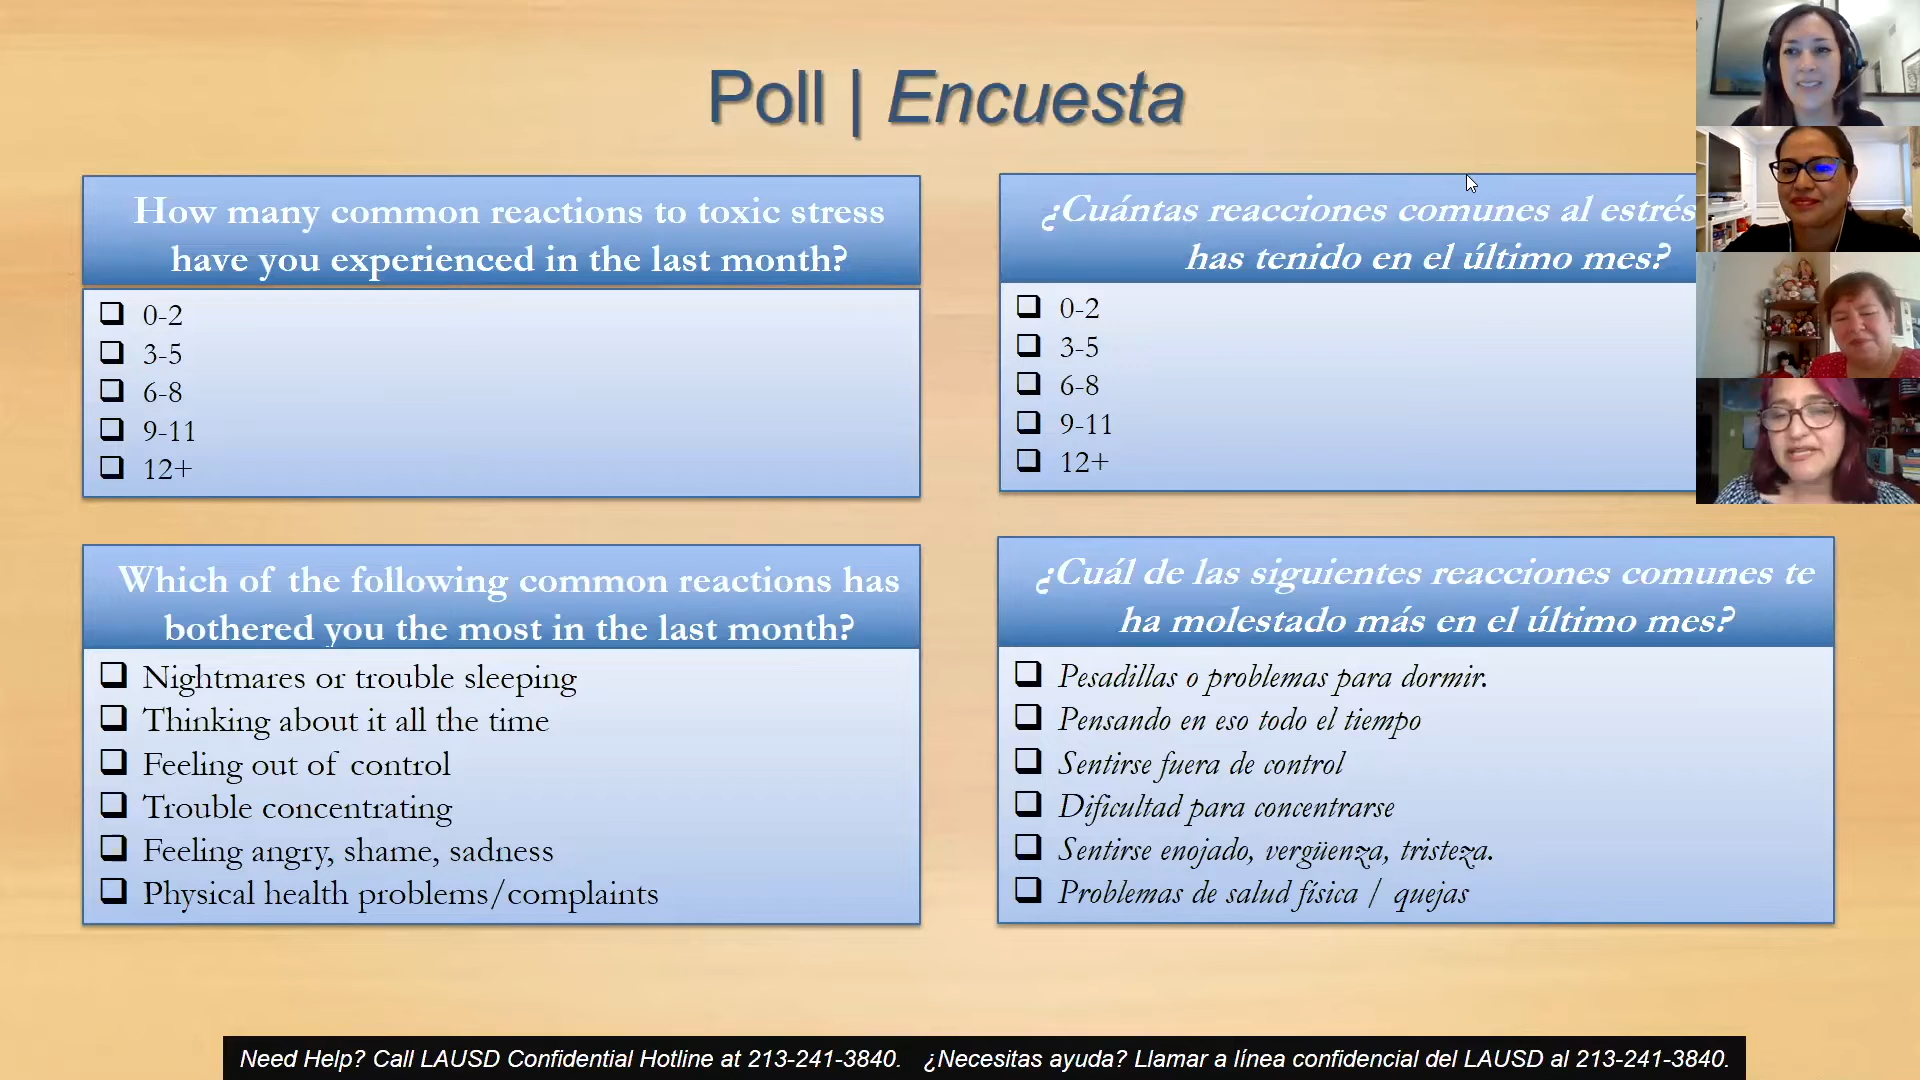 Poll | Encuesta
How many common reactions to toxic stress
have you experienced in the last month?
0-2
3-5
6-8
9-11
12+
¿Cuántas reacciones comunes al estrés
has tenido en el último mes?
0-2
3-5
6-8
9-11
12+
Which of the following common reactions has
bothered you the most in the last month?
Nightmares or trouble sleeping
Thinking about it all the time
Feeling out of control
Trouble concentrating
Feeling angry, shame, sadness
Physical health problems/complaints
¿Cuál de las siguientes reacciones comunes te
ha molestado más en el último mes?
Pesadillas o problemas para dormir.
Pensando en eso todo el tiempo
Sentirse fuera de control
Dificultad para concentrarse
Sentirse enojado, vergüenza, tristeza.
Problemas de salud física / quejas
Need Help? Call LAUSD Confidential Hotline at 213-241-3840. ¿Necesitas ayuda? Llamar a línea confidencial del LAUSD al 213-241-3840.